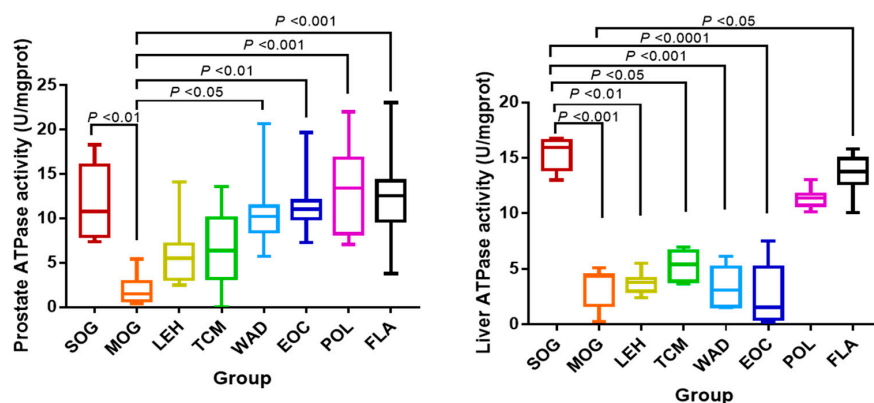 P <0.001
P <0.001
P <0.01
P <0.05
P <0.01
Prostate ATPase activity (U/mgprot)
25
20
15
10
5
0
SOG MOG LEH TCM WAD EOC POL FLA
Group
P <0.05
P <0.0001
P <0.001
P <0.05
P <0.01
P <0.001
Liver ATPase activity (U/mgprot)
20
15
10
5
0
SOG MOG LEH TCM WAD EOC POL FLA
Group